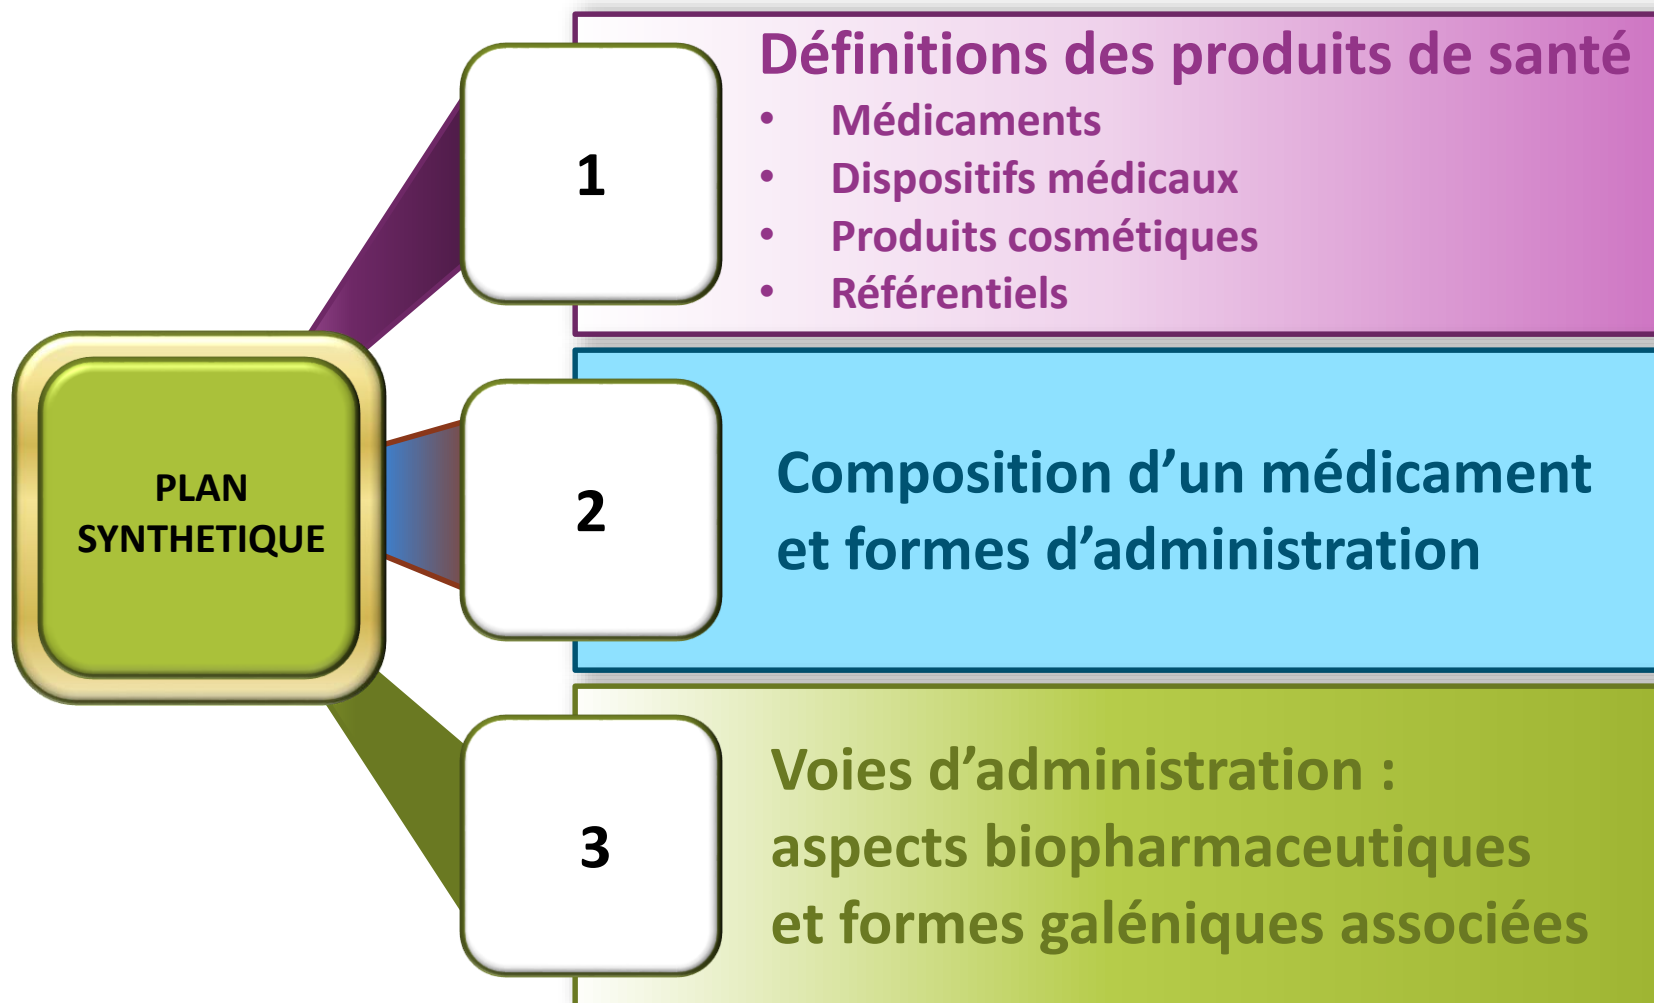 PLAN
SYNTHETIQUE
1
Définitions des produits de santé
• Médicaments
• Dispositifs médicaux
• Produits cosmétiques
• Référentiels
2
Composition d’un médicament
et formes d’administration
3
Voies d’administration :
aspects biopharmaceutiques
et formes galéniques associées